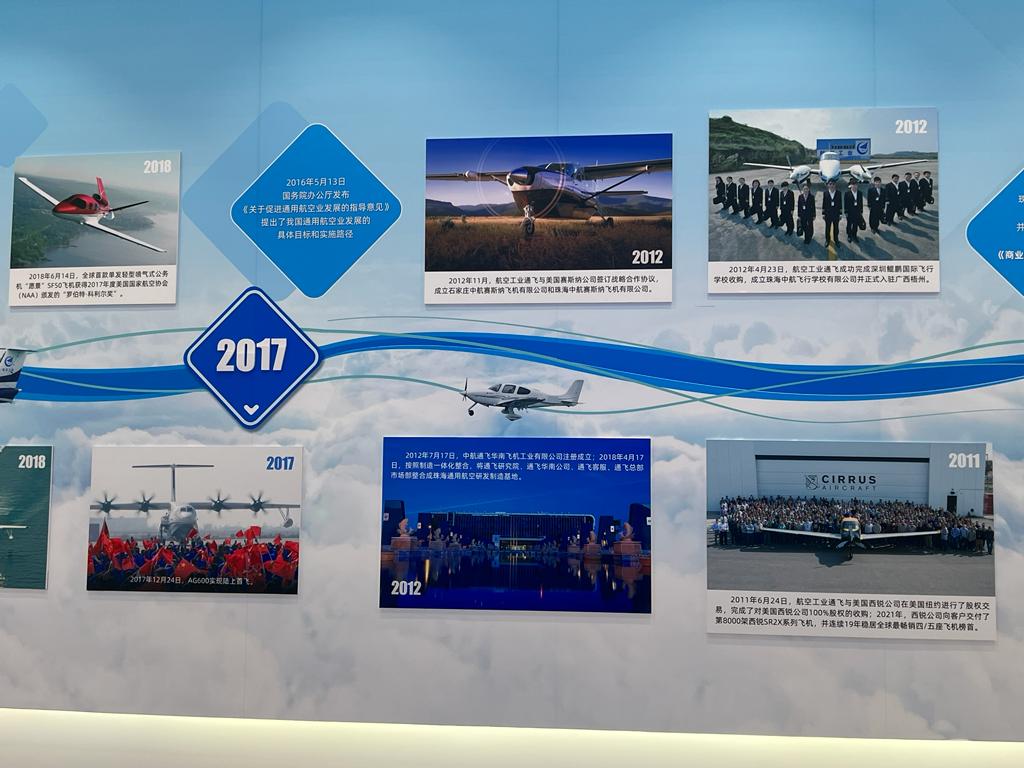 2018
2018年6月14日，全球首款单发轻型喷气式公务
机“愿景”SF50飞机获得2017年度美国国家航空协会
（NAA）颁发的“罗伯特·科利尔奖”。
2016年5月13日
国务院办公厅发布
《关于促进通用航空业发展的指导意见》
提出了我国通用航空业发展的
具体目标和实施路径
2012
2012年11月，航空工业通飞与美国赛斯纳公司签订战略合作协议，
成立石家庄中航赛斯纳飞机有限公司和珠海中航赛斯纳飞机有限公司。
2012
工业
2012年4月23日，航空工业通飞成功完成深圳鲲鹏国际飞行
学校收购，成立珠海中航飞行学校有限公司并正式入驻广西梧州。
《商业
2017
2018
2017
2017年12月24日，AG600实现陆上首飞。
2012年7月17日，中航通飞华南飞机工业有限公司注册成立；2018年4月17
日，按照制造一体化整合，将通飞研究院、通飞华南公司、通飞客服、通飞总部
市场部整合成珠海通用航空研发制造基地。
2012
2011
CIRRUS
AIRCRAFT
2011年6月24日，航空工业通飞与美国西锐公司在美国纽约进行了股权交
易，完成了对美国西锐公司100%股权的收购；2021年，西锐公司向客户交付了
第8000架西锐SR2X系列飞机，并连续19年稳居全球最畅销四/五座飞机榜首。